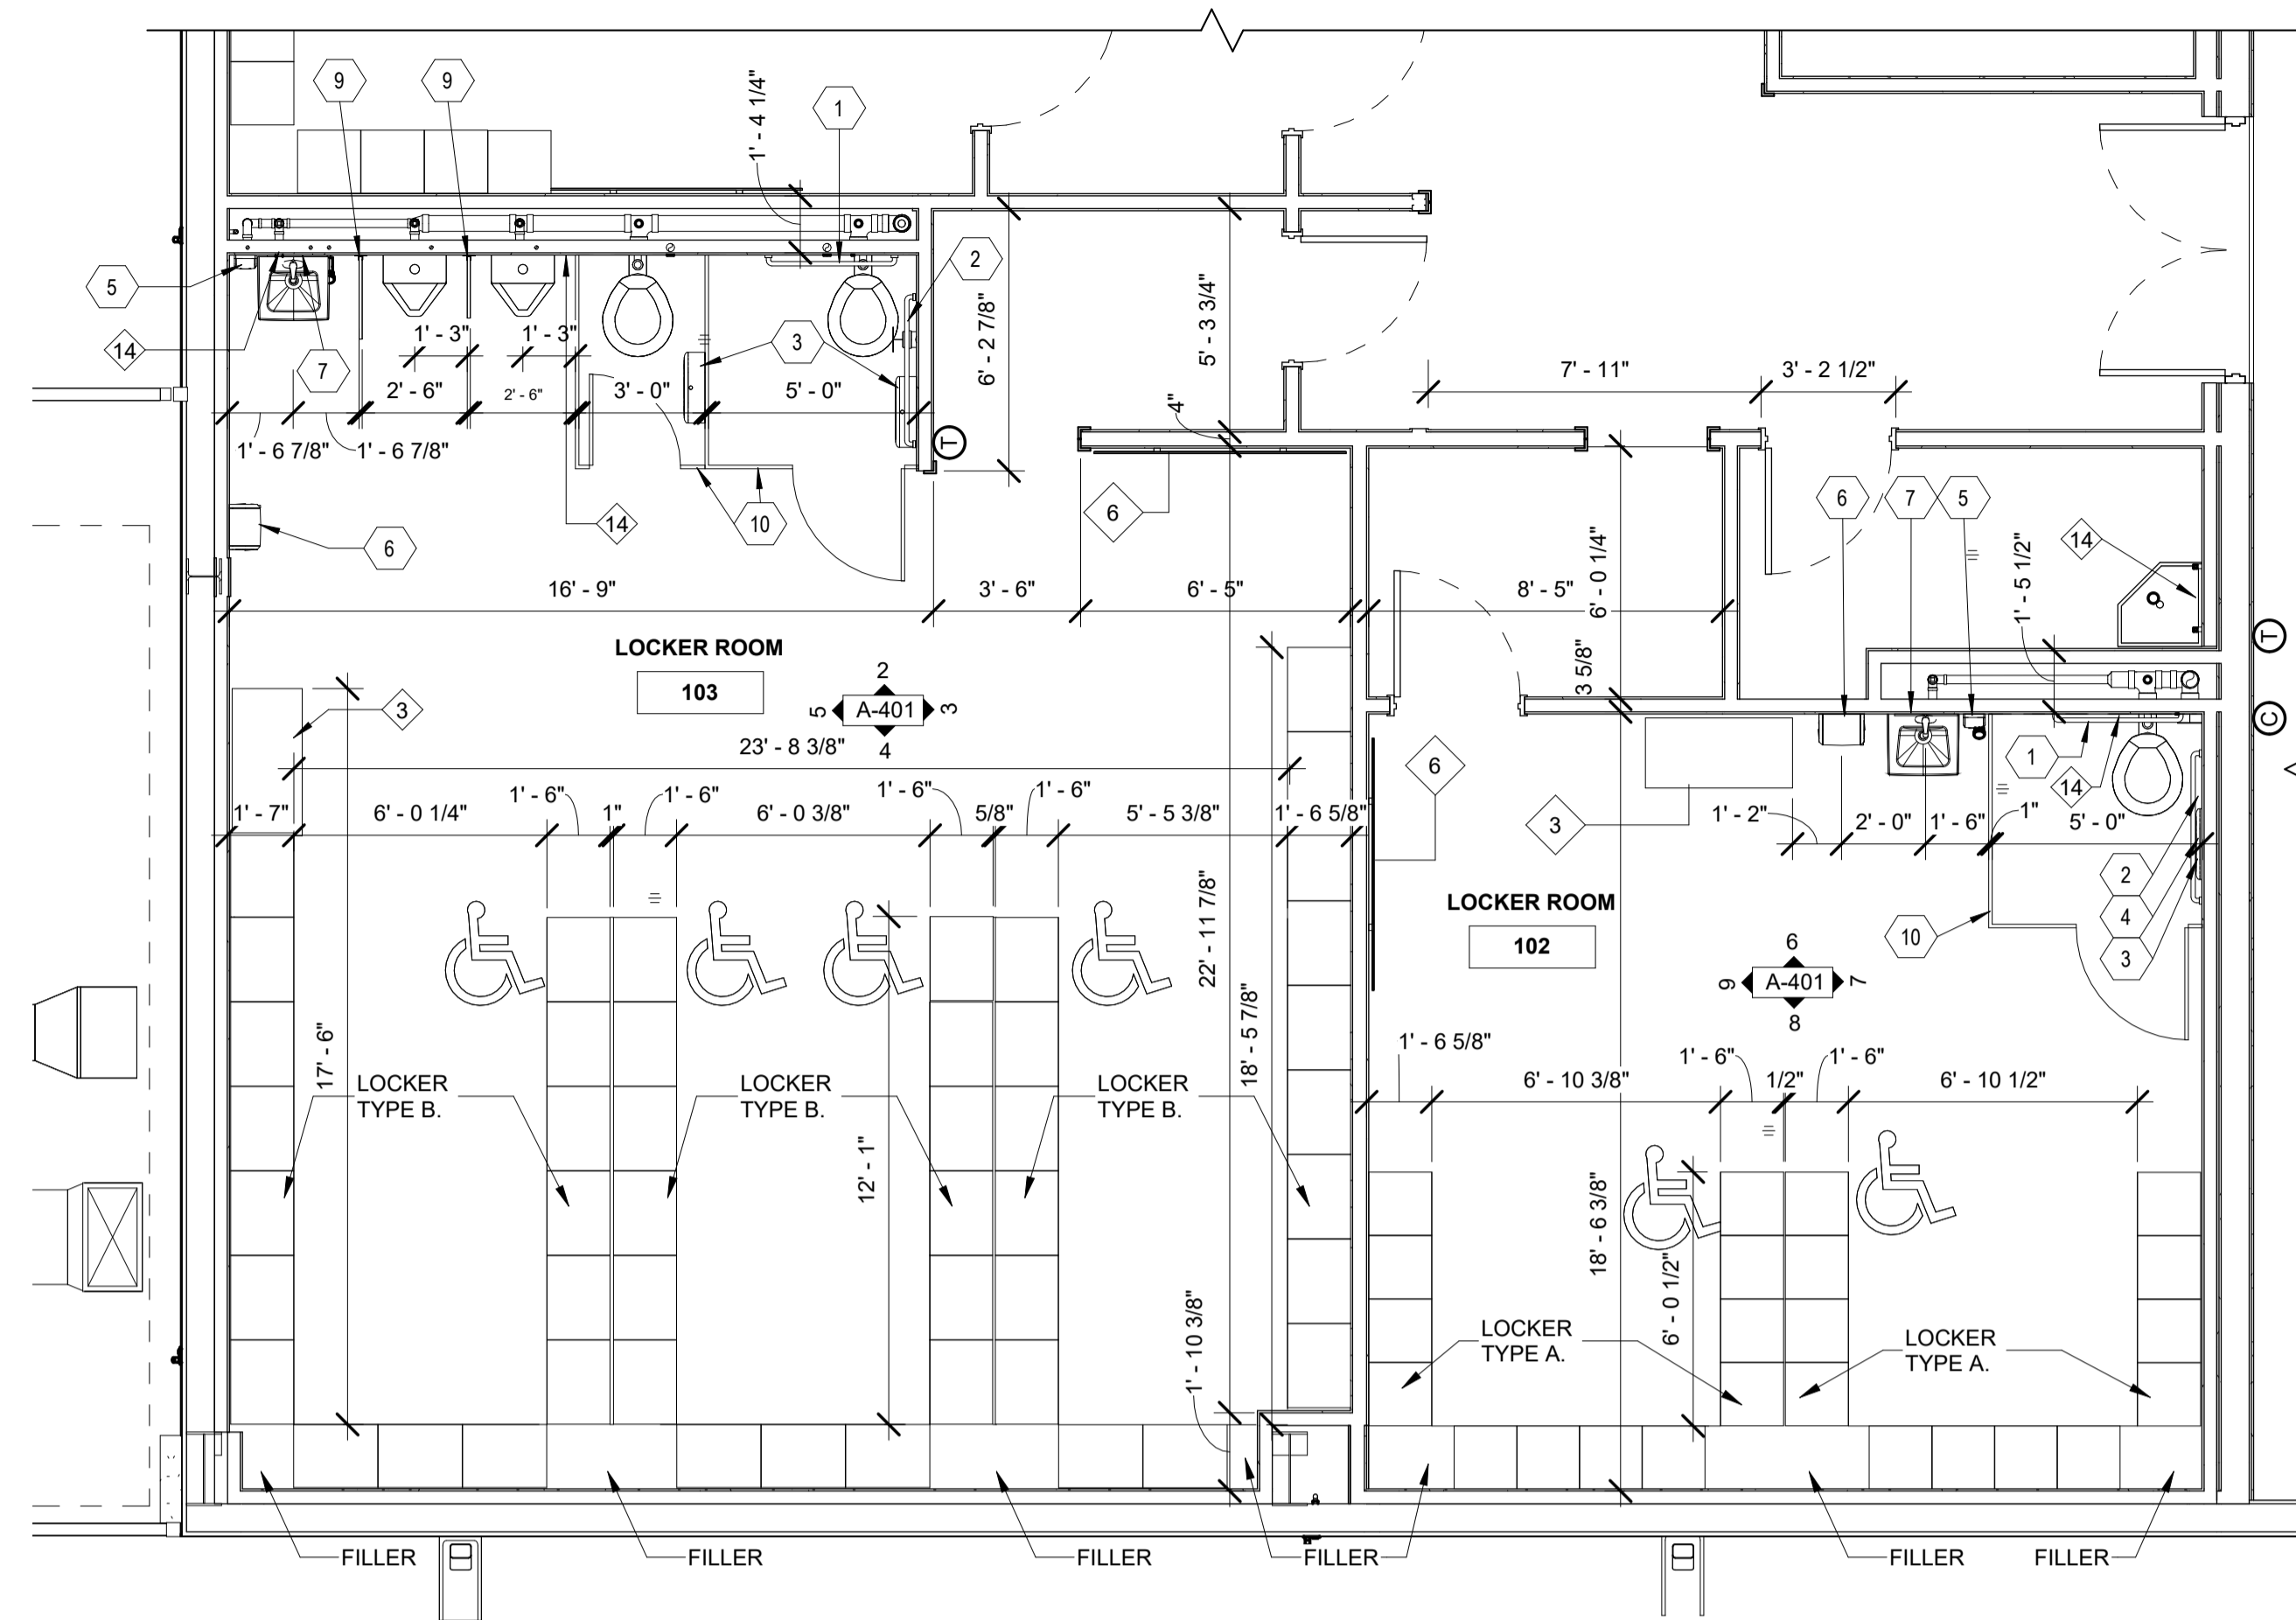 9
9
1
1' - 4 1/4"
2
5
14
7
1' - 3"
1' - 3"
3
6' - 2 7/8"
5' - 3 3/4"
2' - 6"
2' - 6"
3' - 0"
5' - 0"
7' - 11"
3' - 2 1/2"
4"
1' - 6 7/8"
1' - 6 7/8"
T
6
14
10
6
6
7
5
14
16' - 9"
3' - 6"
6' - 5"
8' - 5"
6' - 0 1/4"
1' - 5 1/2"
T
LOCKER ROOM
103
2
5
A-401
3
4
3
3 5/8"
C
23' - 8 3/8"
6
3
1
14
1' - 7"
6' - 0 1/4"
1' - 6"
1"
1' - 6"
6' - 0 3/8"
1' - 6"
5/8"
1' - 6"
5' - 5 3/8"
1' - 6 5/8"
1' - 2"
2' - 0"
1' - 6"
1"
5' - 0"
2
4
3
10
LOCKER ROOM
102
6
9
A-401
7
8
22' - 11 7/8"
18' - 5 7/8"
17' - 6"
12' - 1"
LOCKER
TYPE B.
LOCKER
TYPE B.
LOCKER
TYPE B.
1' - 6 5/8"
6' - 10 3/8"
1' - 6"
1/2"
1' - 6"
6' - 10 1/2"
18' - 6 3/8"
6' - 0 1/2"
1' - 10 3/8"
LOCKER
TYPE A.
LOCKER
TYPE A.
FILLER
FILLER
FILLER
FILLER
FILLER
FILLER